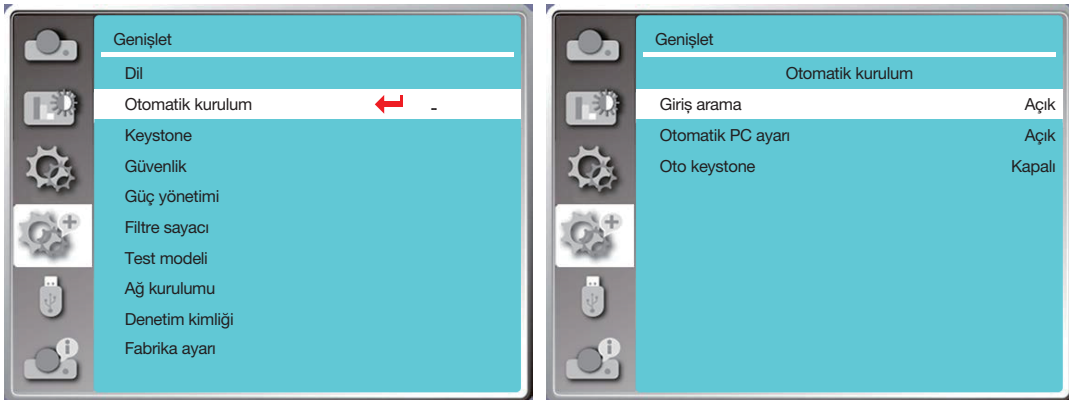 Genişlet
Dil
Otomatik kurulum -
Keystone
Güvenlik
Güç yönetimi
Filtre sayacı
Test modeli
Ağ kurulumu
Denetim kimliği
Fabrika ayarı
Genişlet
Otomatik kurulum
Giriş arama Açık
Otomatik PC ayarı Açık
Oto keystone Kapalı